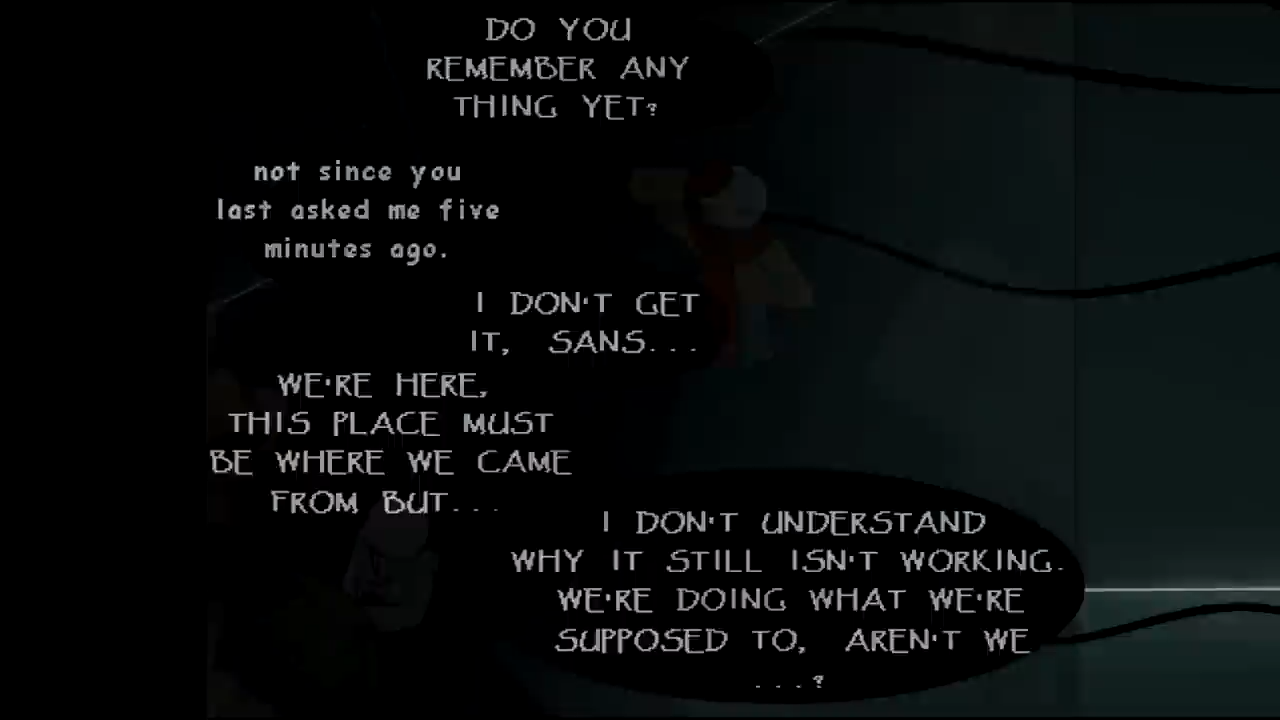 DO YOU
REMEMBER ANY
THING YET?
not since you
last asked me five
minutes ago.
I DON'T GET
IT, SANS...
WE'RE HERE,
THIS PLACE MUST
BE WHERE WE CAME
FROM BUT...
I DON'T UNDERSTAND
WHY IT STILL ISN'T WORKING.
WE'RE DOING WHAT WE'RE
SUPPOSED TO, AREN'T WE
...?